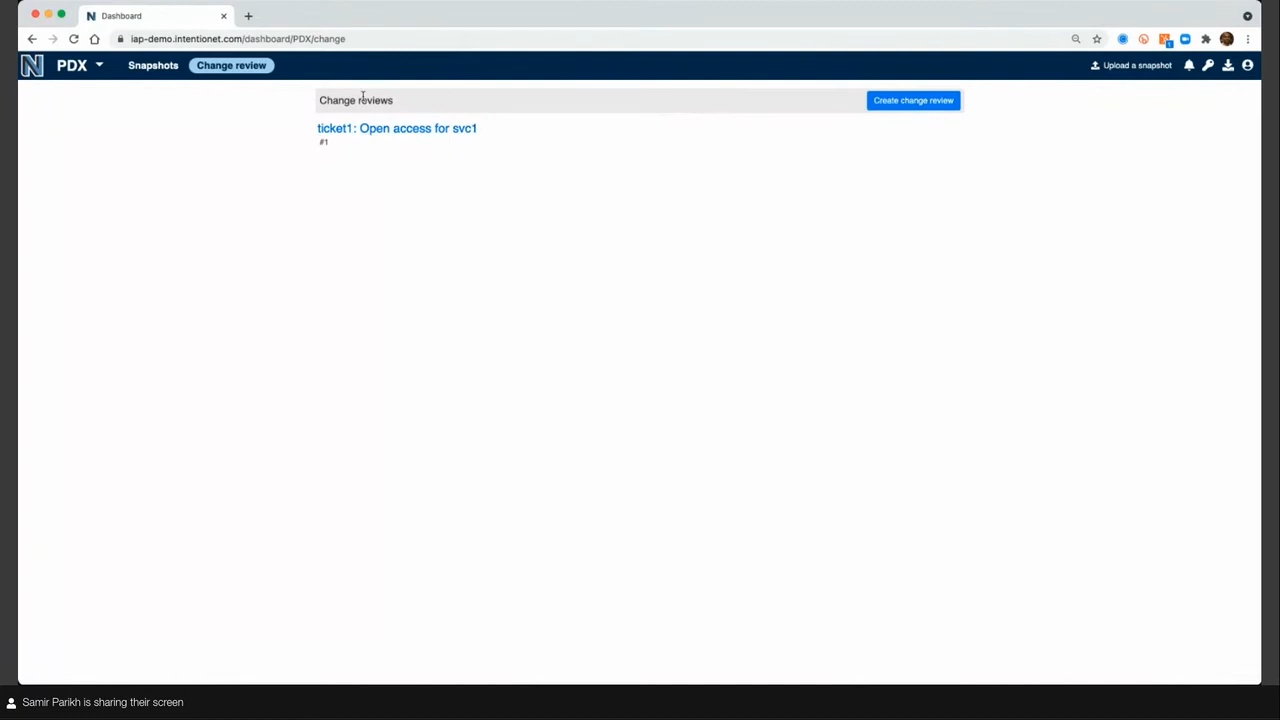 Dashboard
iap-demo.intentionet.com/dashboard/PDX/change
N PDX Snapshots Change review Upload a snapshot
Change reviews Create change review
ticket1: Open access for svc1
#1
Samir Parikh is sharing their screen